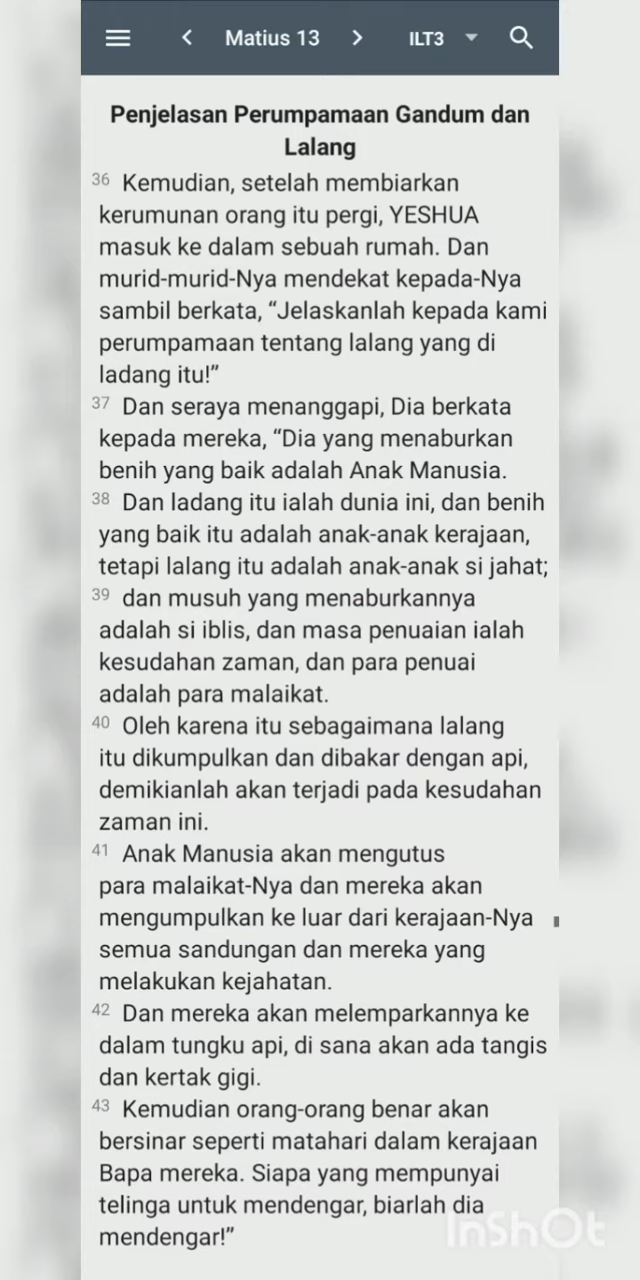 Matius 13
ILT3
Penjelasan Perumpamaan Gandum dan
Lalang
36 Kemudian, setelah membiarkan
kerumunan orang itu pergi, YESHUA
masuk ke dalam sebuah rumah. Dan
murid-murid-Nya mendekat kepada-Nya
sambil berkata, “Jelaskanlah kepada kami
perumpamaan tentang lalang yang di
ladang itu!”
37 Dan seraya menanggapi, Dia berkata
kepada mereka, “Dia yang menaburkan
benih yang baik adalah Anak Manusia.
38 Dan ladang itu ialah dunia ini, dan benih
yang baik itu adalah anak-anak kerajaan,
tetapi lalang itu adalah anak-anak si jahat;
39 dan musuh yang menaburkannya
adalah si iblis, dan masa penuaian ialah
kesudahan zaman, dan para penuai
adalah para malaikat.
40 Oleh karena itu sebagaimana lalang
itu dikumpulkan dan dibakar dengan api,
demikianlah akan terjadi pada kesudahan
zaman ini.
41 Anak Manusia akan mengutus
para malaikat-Nya dan mereka akan
mengumpulkan ke luar dari kerajaan-Nya
semua sandungan dan mereka yang
melakukan kejahatan.
42 Dan mereka akan melemparkannya ke
dalam tungku api, di sana akan ada tangis
dan kertak gigi.
43 Kemudian orang-orang benar akan
bersinar seperti matahari dalam kerajaan
Bapa mereka. Siapa yang mempunyai
telinga untuk mendengar, biarlah dia
mendengar!”
InShOt